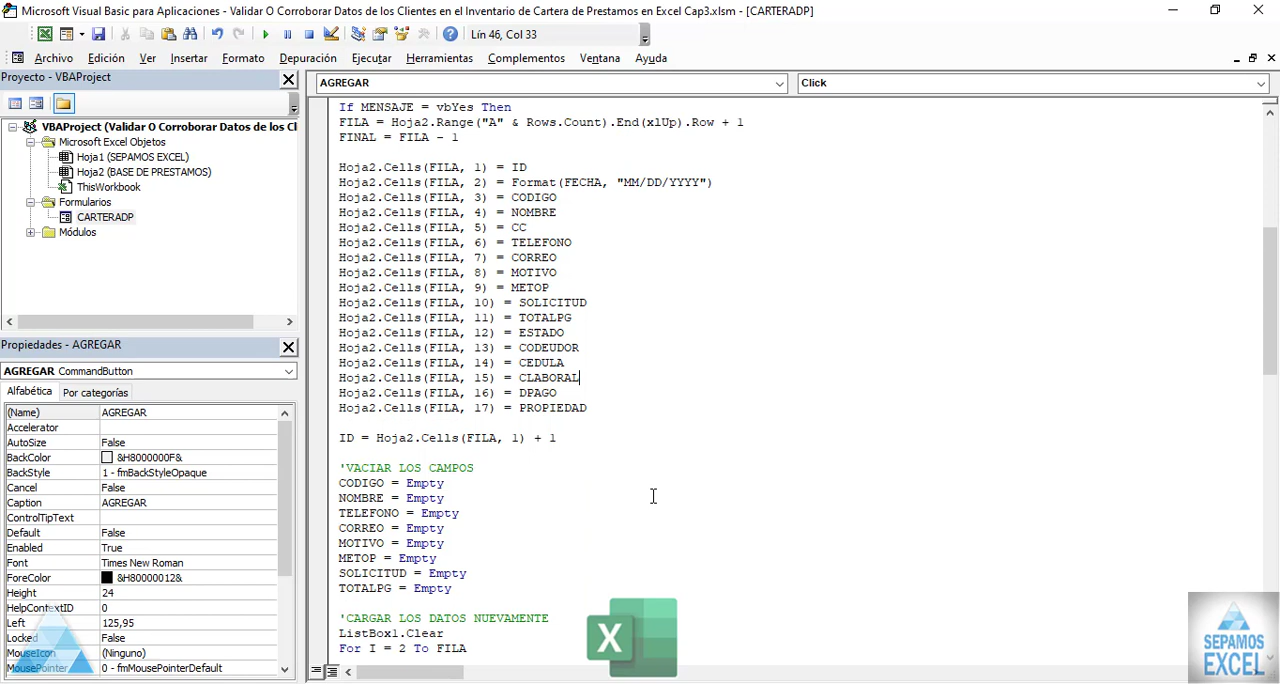 Microsoft Visual Basic para Aplicaciones - Validar O Corroborar Datos de los Clientes en el Inventario de Cartera de Prestamos en Excel Cap3.xlsm - [CARTERADP]
Lín 46, Col 33
Archivo Edición Ver Insertar Formato Depuración Ejecutar Herramientas Complementos Ventana Ayuda
Proyecto - VBAProject
VBAProject (Validar O Corroborar Datos de los Cl
Microsoft Excel Objetos
Hoja1 (SEPAMOS EXCEL)
Hoja2 (BASE DE PRESTAMOS)
ThisWorkbook
Formularios
CARTERADP
Módulos
Propiedades - AGREGAR
AGREGAR CommandButton
Alfabética Por categorías
(Name) AGREGAR
Accelerator
AutoSize False
BackColor &H8000000F&
BackStyle 1 - fmBackStyleOpaque
Cancel False
Caption AGREGAR
ControlTipText
Default False
Enabled True
Font Times New Roman
ForeColor &H80000012&
Height 24
HelpContextID 0
Left 125,95
Locked False
MouseIcon (Ninguno)
MousePointer 0 - fmMousePointerDefault
AGREGAR Click
If MENSAJE = vbYes Then
FILA = Hoja2.Range("A" & Rows.Count).End(xlUp).Row + 1
FINAL = FILA - 1
Hoja2.Cells(FILA, 1) = ID
Hoja2.Cells(FILA, 2) = Format(FECHA, "MM/DD/YYYY")
Hoja2.Cells(FILA, 3) = CODIGO
Hoja2.Cells(FILA, 4) = NOMBRE
Hoja2.Cells(FILA, 5) = CC
Hoja2.Cells(FILA, 6) = TELEFONO
Hoja2.Cells(FILA, 7) = CORREO
Hoja2.Cells(FILA, 8) = MOTIVO
Hoja2.Cells(FILA, 9) = METOP
Hoja2.Cells(FILA, 10) = SOLICITUD
Hoja2.Cells(FILA, 11) = TOTALPG
Hoja2.Cells(FILA, 12) = ESTADO
Hoja2.Cells(FILA, 13) = CODEUDOR
Hoja2.Cells(FILA, 14) = CEDULA
Hoja2.Cells(FILA, 15) = CLABORAL
Hoja2.Cells(FILA, 16) = DPAGO
Hoja2.Cells(FILA, 17) = PROPIEDAD
ID = Hoja2.Cells(FILA, 1) + 1
'VACIAR LOS CAMPOS
CODIGO = Empty
NOMBRE = Empty
TELEFONO = Empty
CORREO = Empty
MOTIVO = Empty
METOP = Empty
SOLICITUD = Empty
TOTALPG = Empty
'CARGAR LOS DATOS NUEVAMENTE
ListBox1.Clear
For I = 2 To FILA
X
SEPAMOS
EXCEL